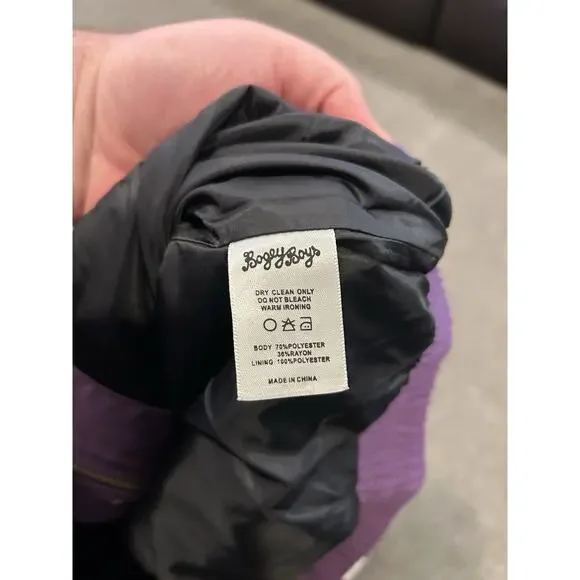 Bogey Boys
DRY CLEAN ONLY
DO NOT BLEACH
WARM IRONING
BODY 70%POLYESTER
36%RAYON
LINING 100%POLYESTER
MADE IN CHINA